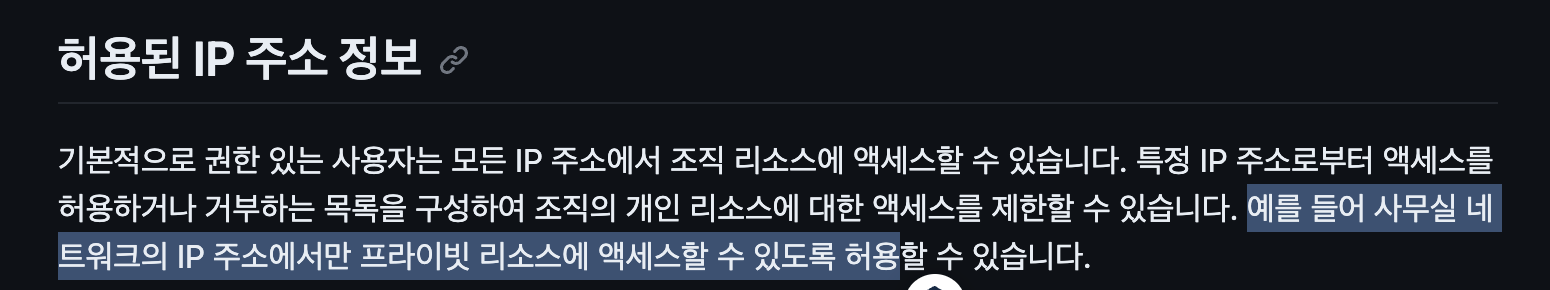 허용된 IP 주소 정보
기본적으로 권한 있는 사용자는 모든 IP 주소에서 조직 리소스에 액세스할 수 있습니다. 특정 IP 주소로부터 액세스를
허용하거나 거부하는 목록을 구성하여 조직의 개인 리소스에 대한 액세스를 제한할 수 있습니다. 예를 들어 사무실 네
트워크의 IP 주소에서만 프라이빗 리소스에 액세스할 수 있도록 허용할 수 있습니다.